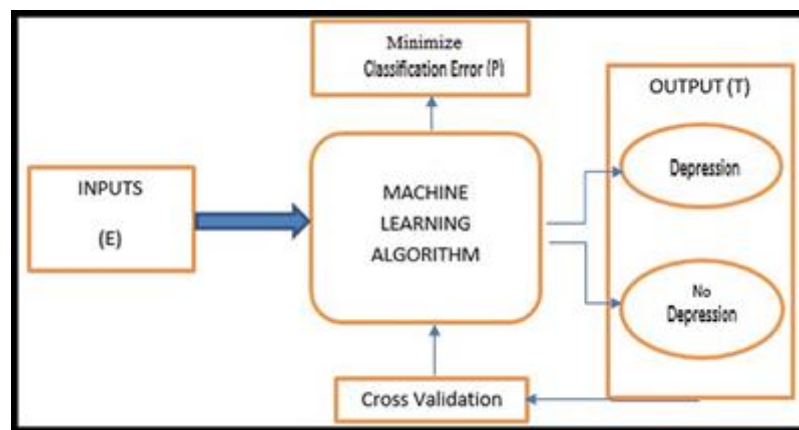 Minimize
Classification Error (P)
OUTPUT (T)
Depression
INPUTS
(E)
MACHINE
LEARNING
ALGORITHM
No
Depression
Cross Validation